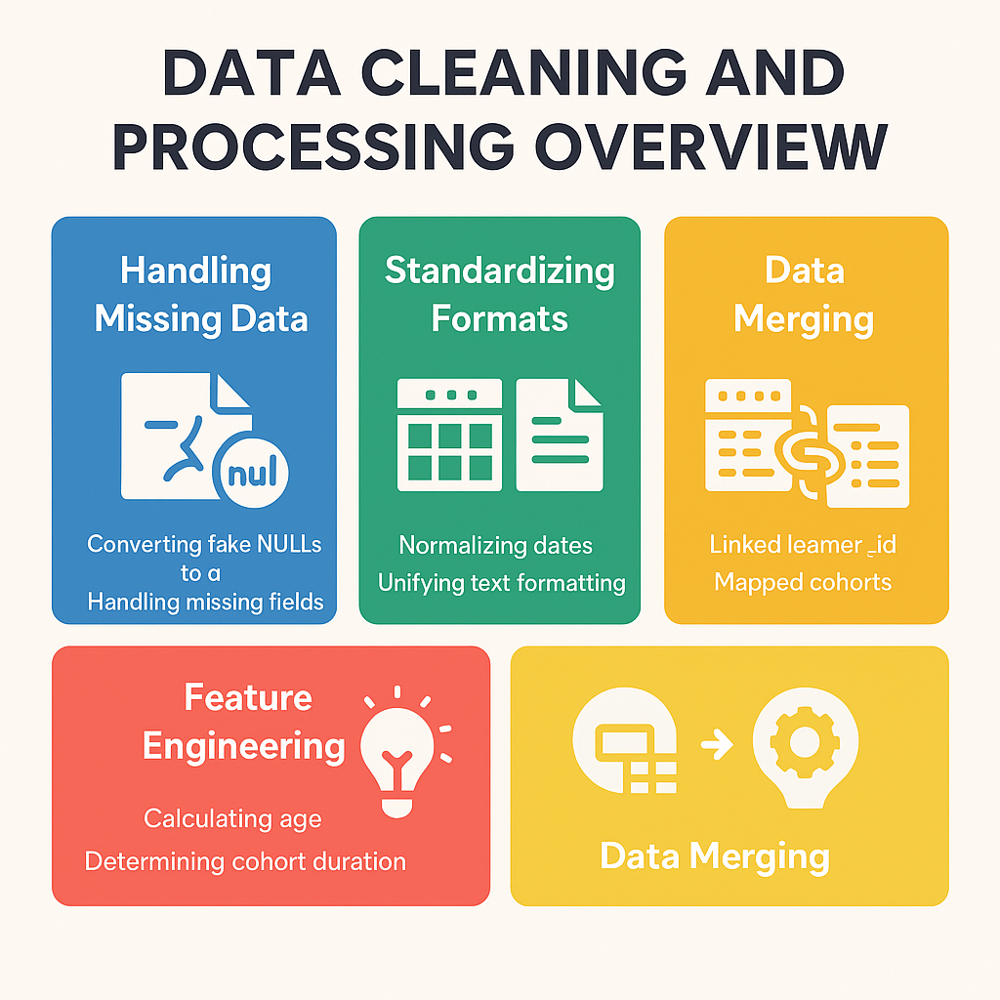 DATA CLEANING AND
PROCESSING OVERVIEW
Handling
Missing Data
nul
Converting fake NULLs
to a
Handling missing fields
Standardizing
Formats
Normalizing dates
Unifying text formatting
Data
Merging
Linked leamer_id
Mapped cohorts
Feature
Engineering
Calculating age
Determining cohort duration
Data Merging